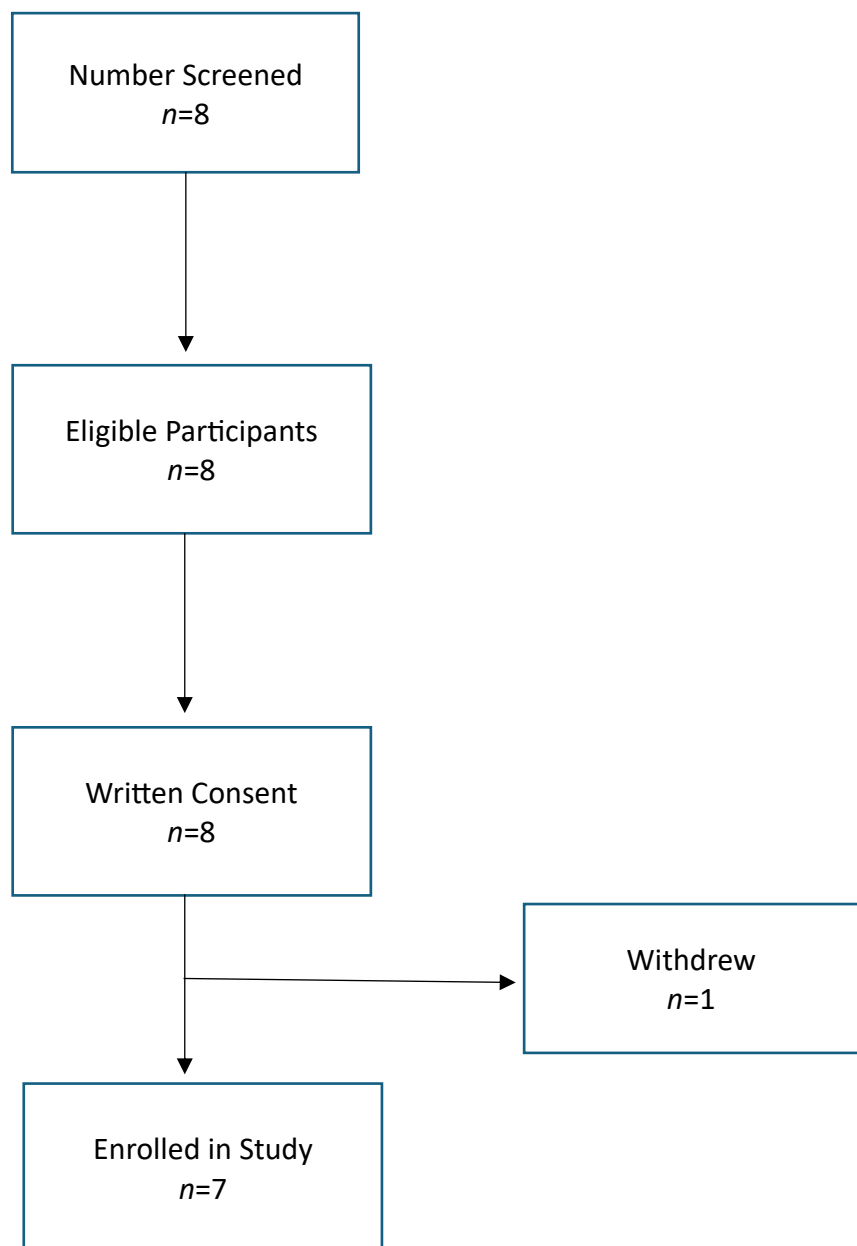 Number Screened
n=8
Eligible Participants
n=8
Written Consent
n=8
Withdrew
n=1
Enrolled in Study
n=7